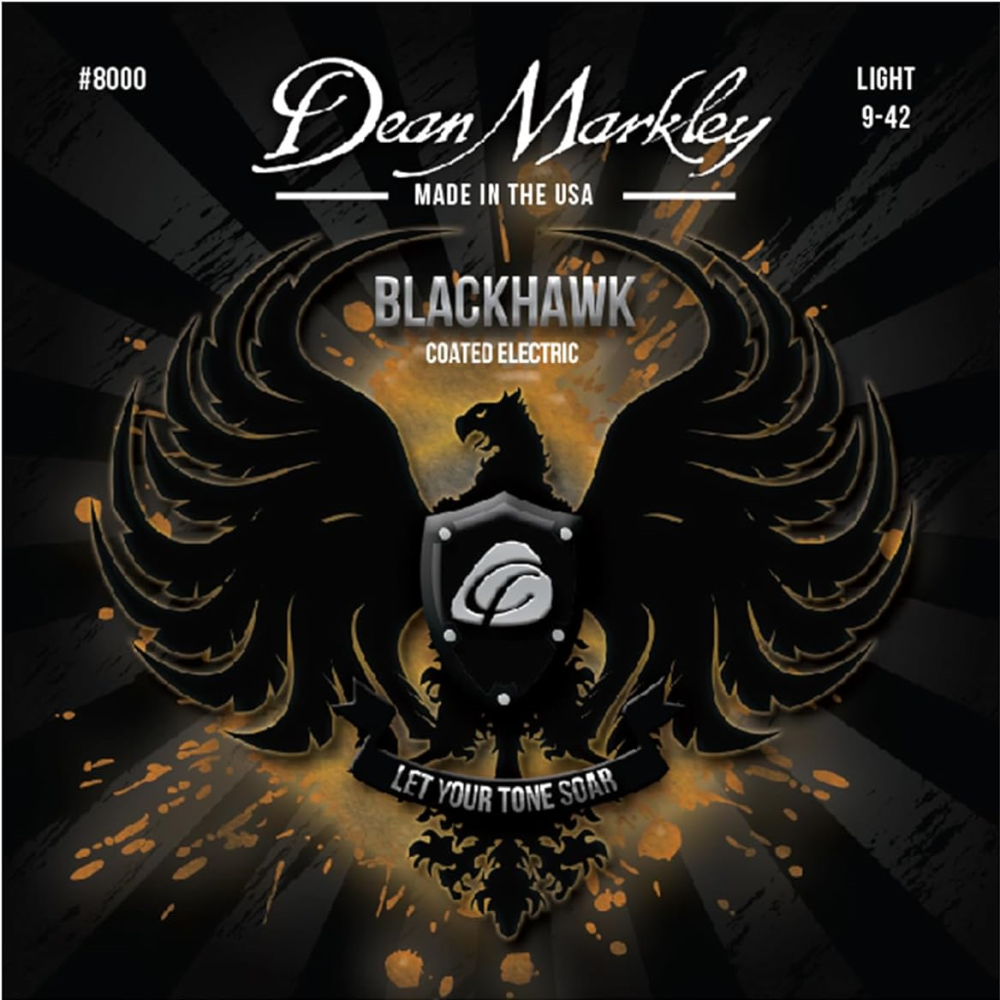 #8000
Dean Markley
LIGHT
9-42
MADE IN THE USA
BLACKHAWK
COATED ELECTRIC
LET YOUR TONE SOAR